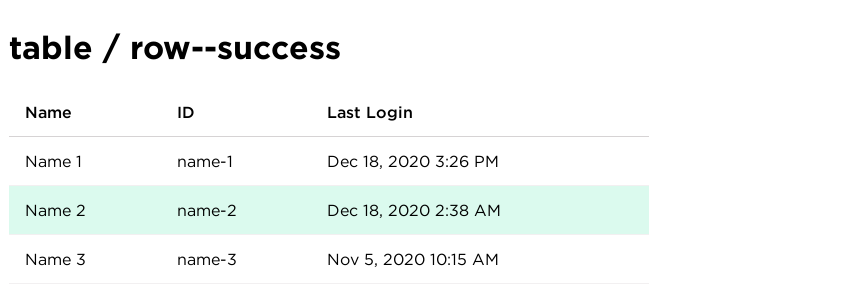 table / row--success
Name ID Last Login
Name 1 name-1 Dec 18, 2020 3:26 PM
Name 2 name-2 Dec 18, 2020 2:38 AM
Name 3 name-3 Nov 5, 2020 10:15 AM